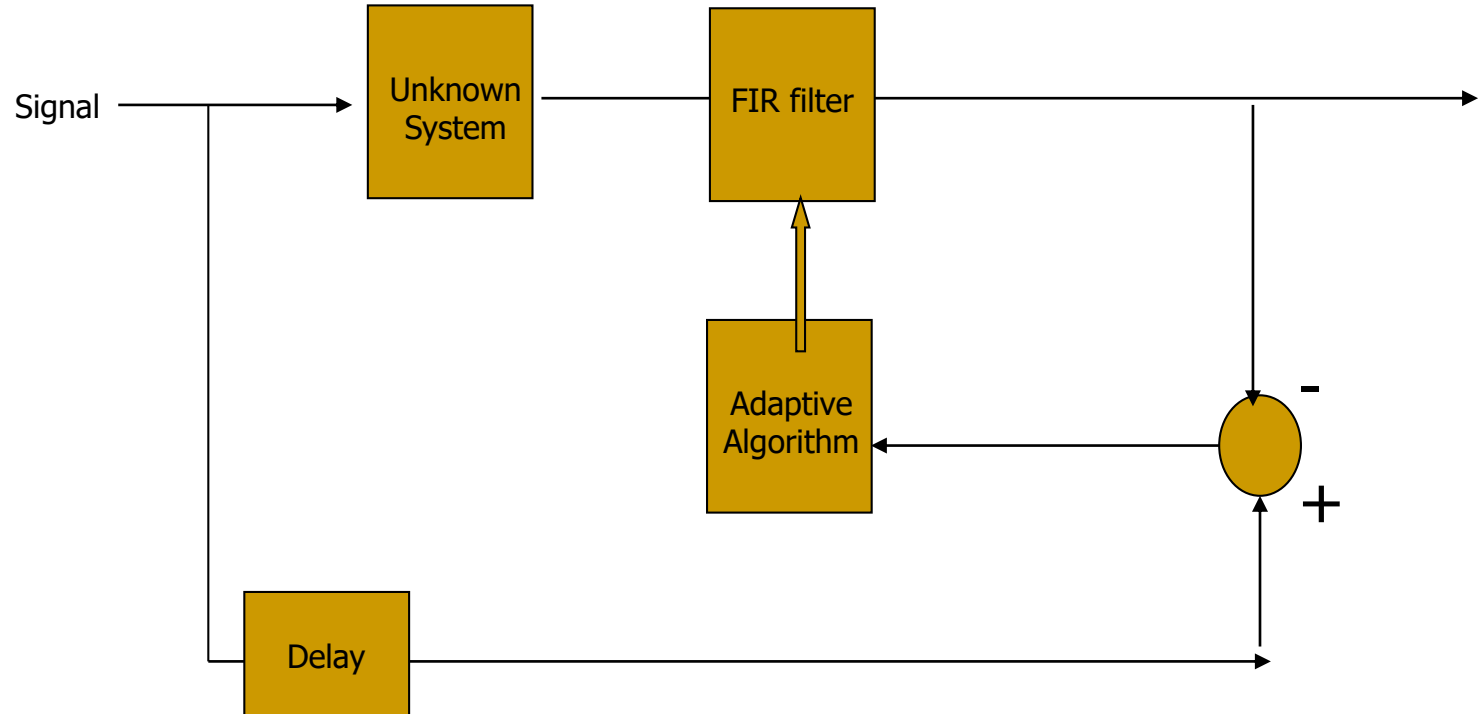 Signal
Unknown
System
FIR filter
Adaptive
Algorithm
-
+
Delay